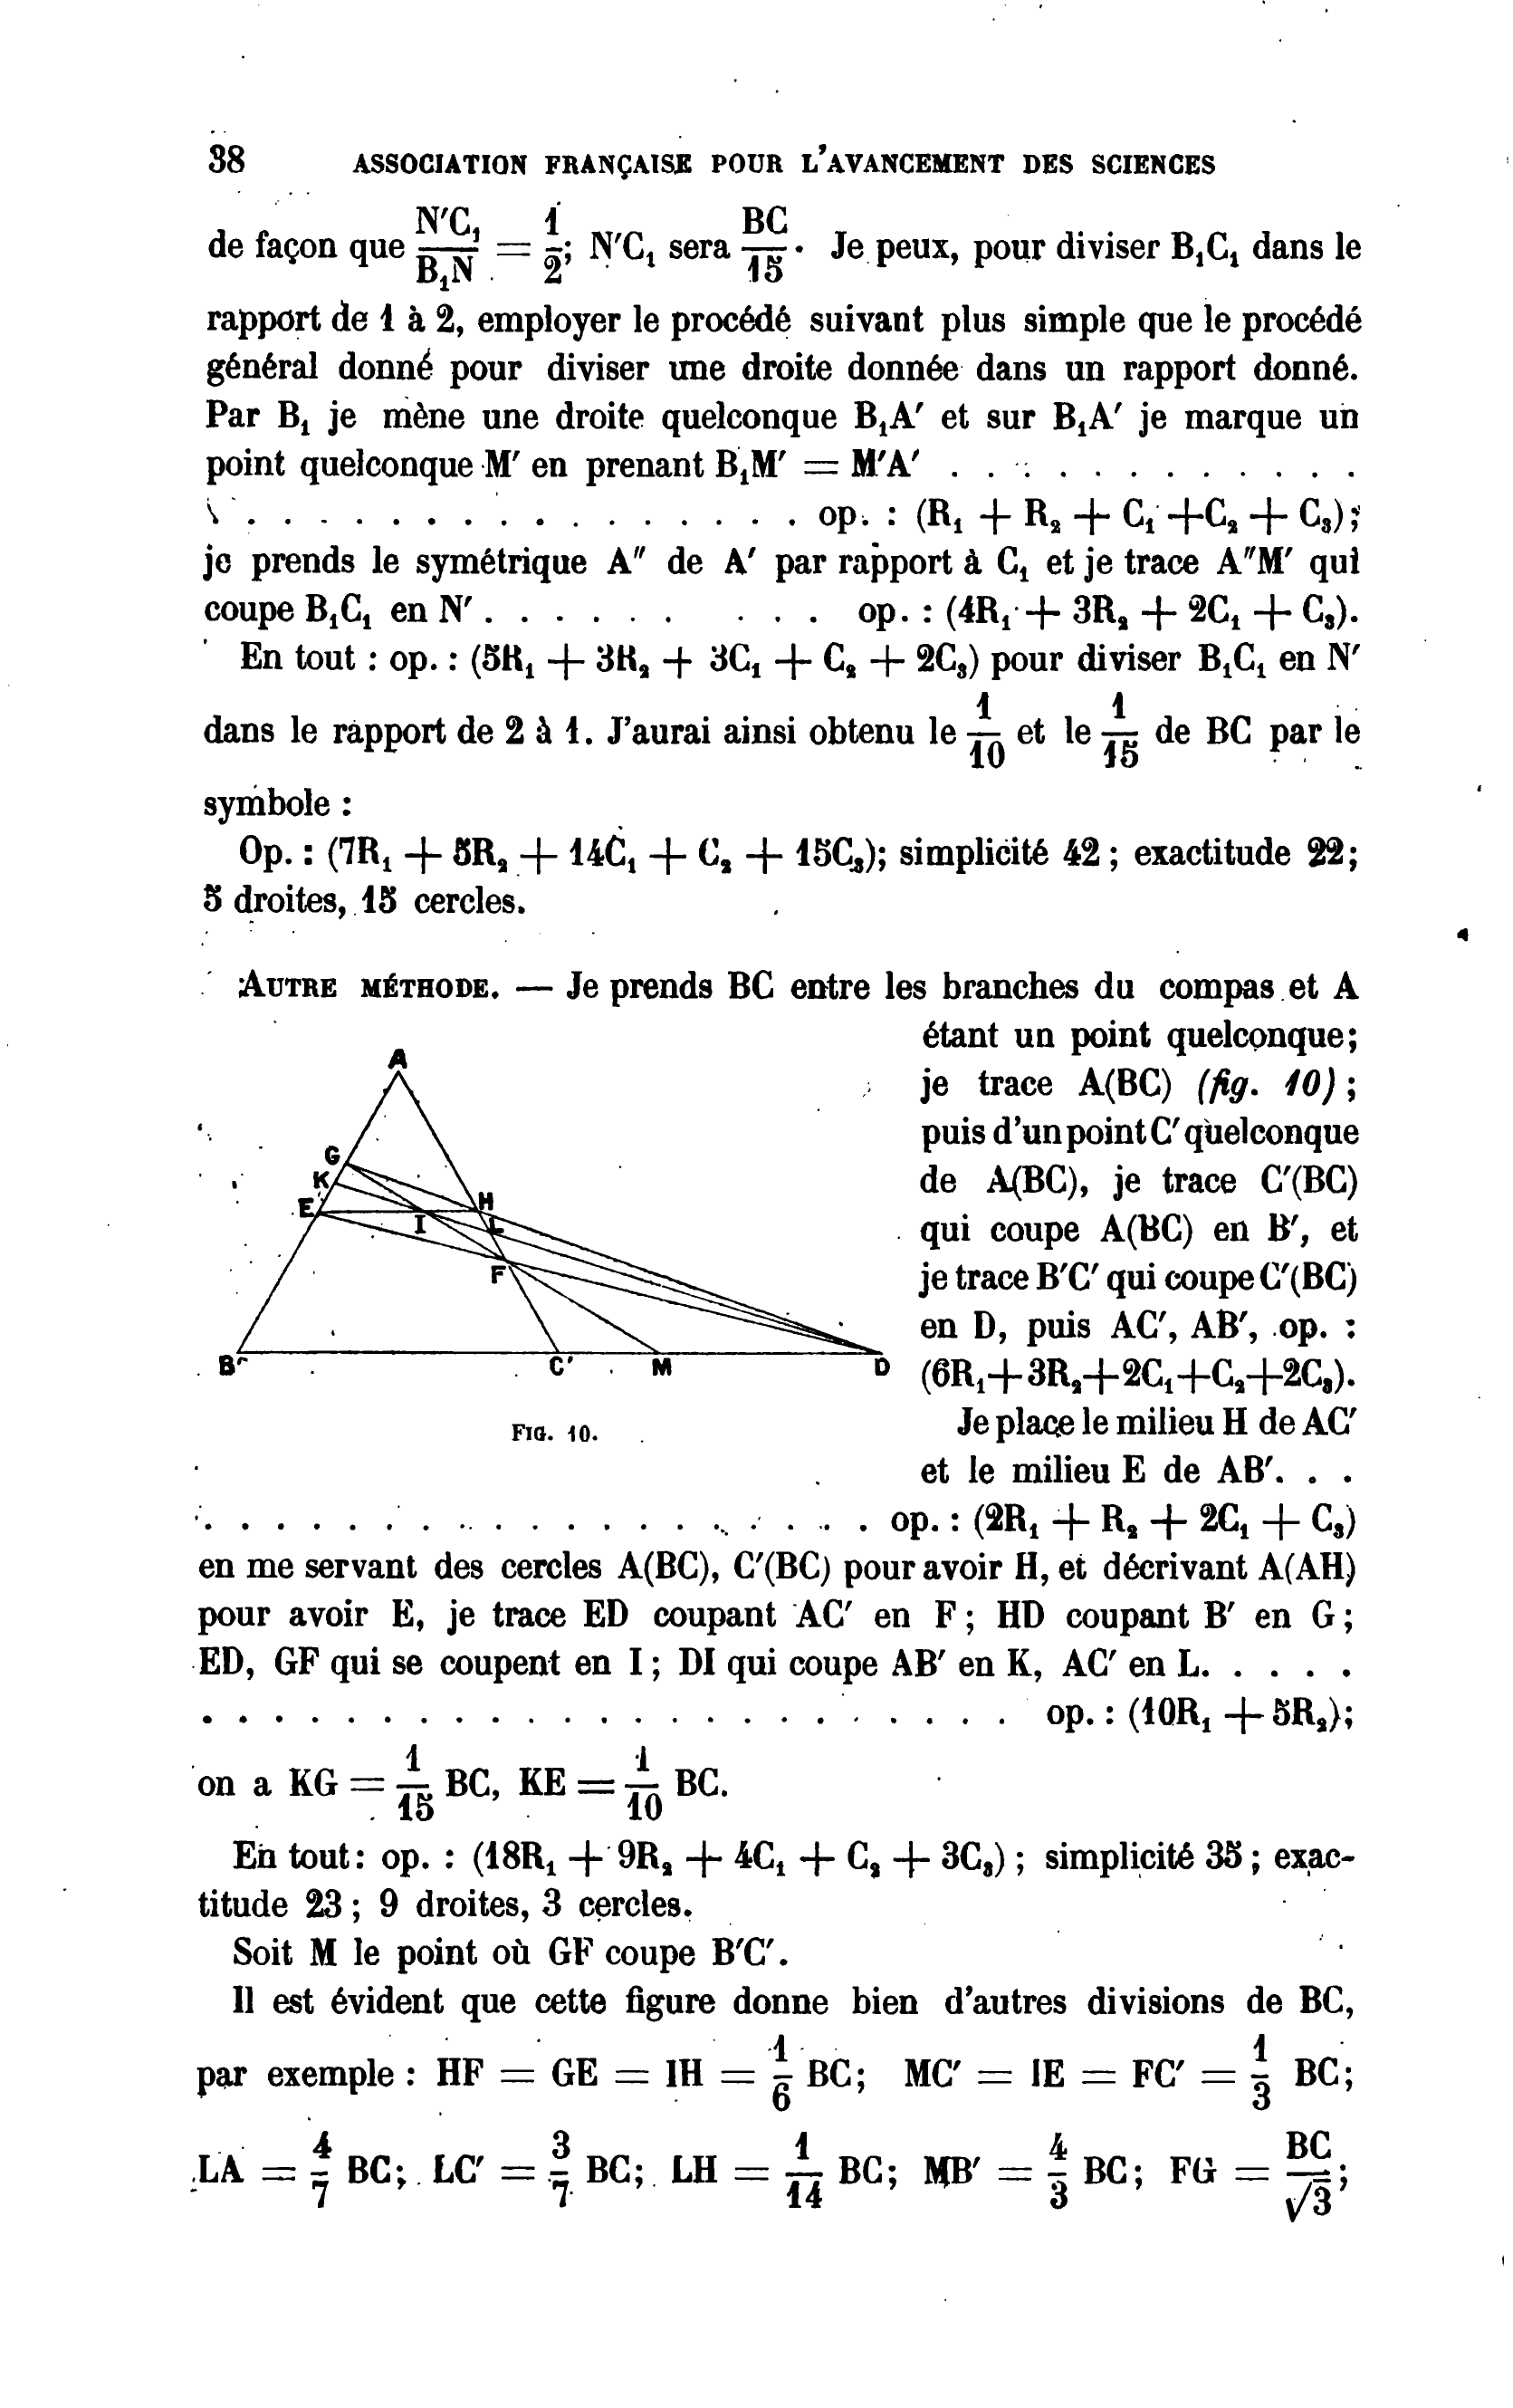 38 ASSOCIATION FRANÇAISE POUR L'AVANCEMENT DES SCIENCES
de façon que N'C₁/B₁N = 1/2; N'C₁ sera BC/15. Je peux, pour diviser B₁C₁ dans le
rapport de 1 à 2, employer le procédé suivant plus simple que le procédé
général donné pour diviser une droite donnée dans un rapport donné.
Par B₁ je mène une droite quelconque B₁A' et sur B₁A' je marque un
point quelconque M' en prenant B₁M' = M'A' . . . . . . . . . . . .
. . . . . . . . . . . . . . . . op. : (R₁ + R₂ + C₁ + C₂ + C₃);
je prends le symétrique A" de A' par rapport à C₁ et je trace A"M' qui
coupe B₁C₁ en N' . . . . . . . . . op. : (4R₁ + 3R₂ + 2C₁ + C₃).
En tout : op. : (5R₁ + 3R₂ + 3C₁ + C₂ + 2C₃) pour diviser B₁C₁ en N'
dans le rapport de 2 à 1. J'aurai ainsi obtenu le 1/10 et le 1/15 de BC par le
symbole :
Op. : (7R₁ + 5R₂ + 14C₁ + C₂ + 15C₃); simplicité 42 ; exactitude 22;
5 droites, 15 cercles.
AUTRE MÉTHODE. — Je prends BC entre les branches du compas et A
étant un point quelconque;
je trace A(BC) (fig. 10) ;
puis d'un point C' quelconque
de A(BC), je trace C'(BC)
qui coupe A(BC) en B', et
je trace B'C' qui coupe C'(BC)
en D, puis AC', AB', op. :
(6R₁+3R₂+2C₁+C₂+2C₃).
Je place le milieu H de AC'
et le milieu E de AB'. . .
A
G
K
E
H
I
L
F
B'
C'
M
D
FIG. 10.
. . . . . . . . . . . . . . . . . . . op. : (2R₁ + R₂ + 2C₁ + C₃)
en me servant des cercles A(BC), C'(BC) pour avoir H, et décrivant A(AH)
pour avoir E, je trace ED coupant AC' en F ; HD coupant B' en G ;
ED, GF qui se coupent en I ; DI qui coupe AB' en K, AC' en L. . . . .
. . . . . . . . . . . . . . . . . . . . . . . op. : (10R₁ + 5R₂);
on a KG = 1/15 BC, KE = 1/10 BC.
En tout : op. : (18R₁ + 9R₂ + 4C₁ + C₂ + 3C₃) ; simplicité 35 ; exac-
titude 23 ; 9 droites, 3 cercles.
Soit M le point où GF coupe B'C'.
Il est évident que cette figure donne bien d'autres divisions de BC,
par exemple : HF = GE = IH = 1/6 BC; MC' = IE = FC' = 1/3 BC;
LA = 4/7 BC; LC' = 3/7 BC; LH = 1/14 BC; MB' = 4/3 BC; FG = BC/√3;